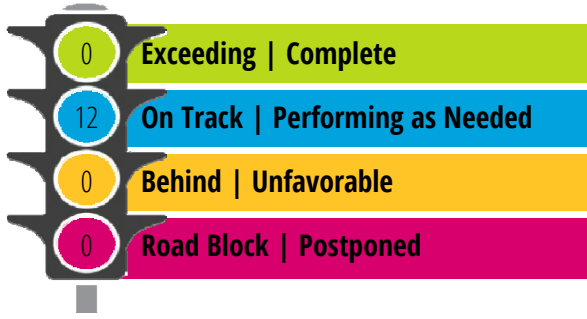 0 Exceeding | Complete
12 On Track | Performing as Needed
0 Behind | Unfavorable
0 Road Block | Postponed